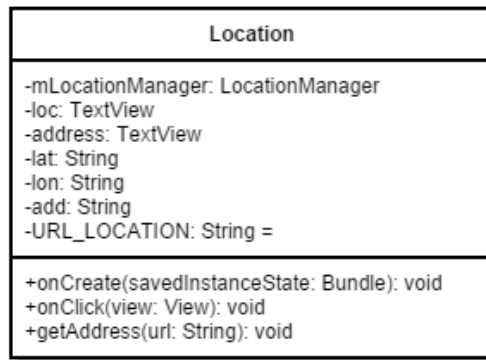 Location
-mLocationManager: LocationManager
-loc: TextView
-address: TextView
-lat: String
-lon: String
-add: String
-URL_LOCATION: String =
+onCreate(savedInstanceState: Bundle): void
+onClick(view: View): void
+getAddress(url: String): void